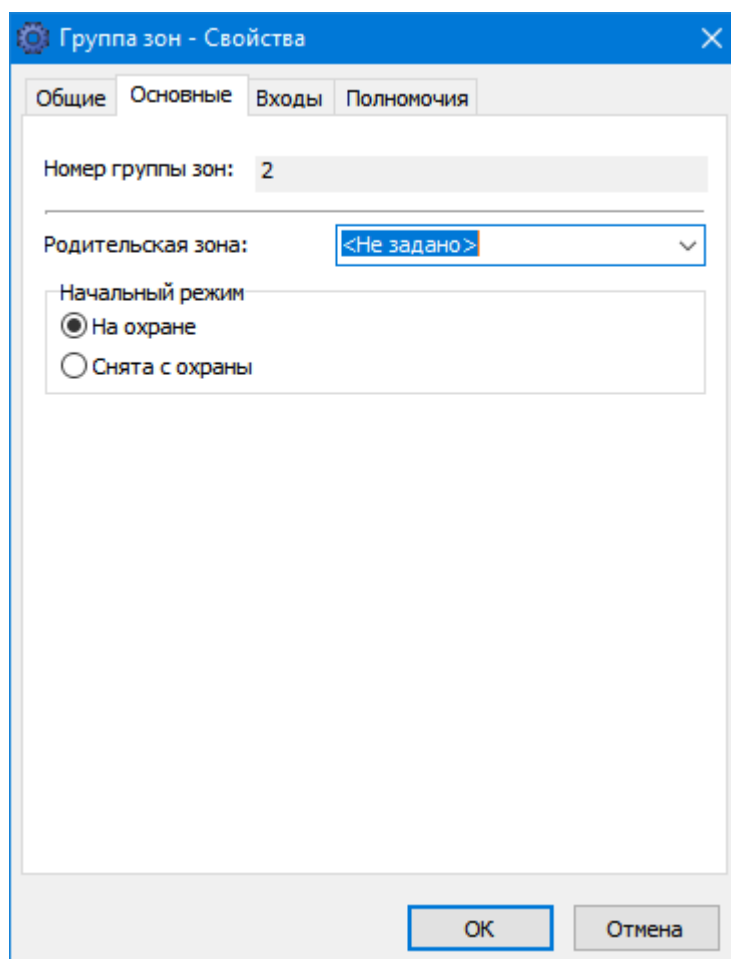 Группа зон - Свойства
Общие Основные Входы Полномочия
Номер группы зон: 2
Родительская зона: <Не задано>
Начальный режим
На охране
Снята с охраны
OK Отмена